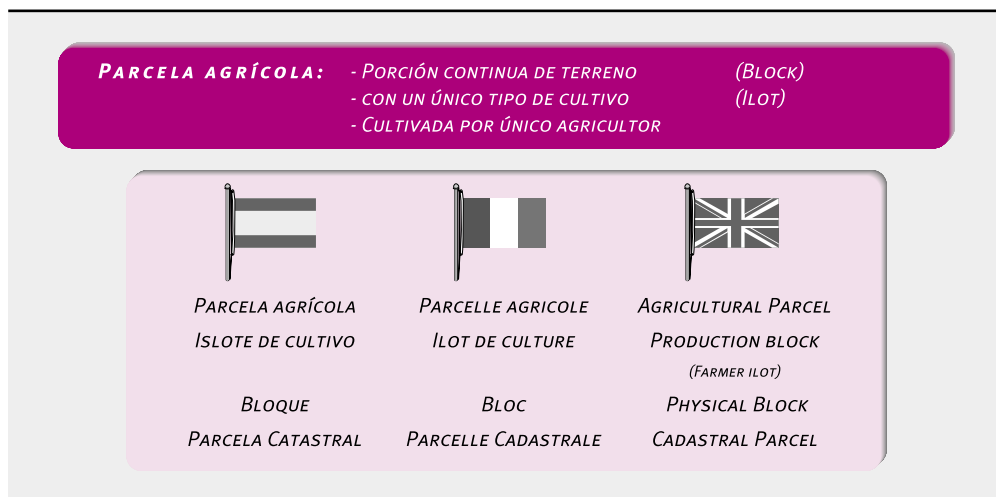 PARCELA AGRÍCOLA: - PORCIÓN CONTINUA DE TERRENO (BLOCK)
- CON UN ÚNICO TIPO DE CULTIVO (ILOT)
- CULTIVADA POR ÚNICO AGRICULTOR
PARCELA AGRÍCOLA PARCELLE AGRICOLE AGRICULTURAL PARCEL
ISLOTE DE CULTIVO ILOT DE CULTURE PRODUCTION BLOCK
(FARMER ILOT)
BLOQUE BLOC PHYSICAL BLOCK
PARCELA CATASTRAL PARCELLE CADASTRALE CADASTRAL PARCEL